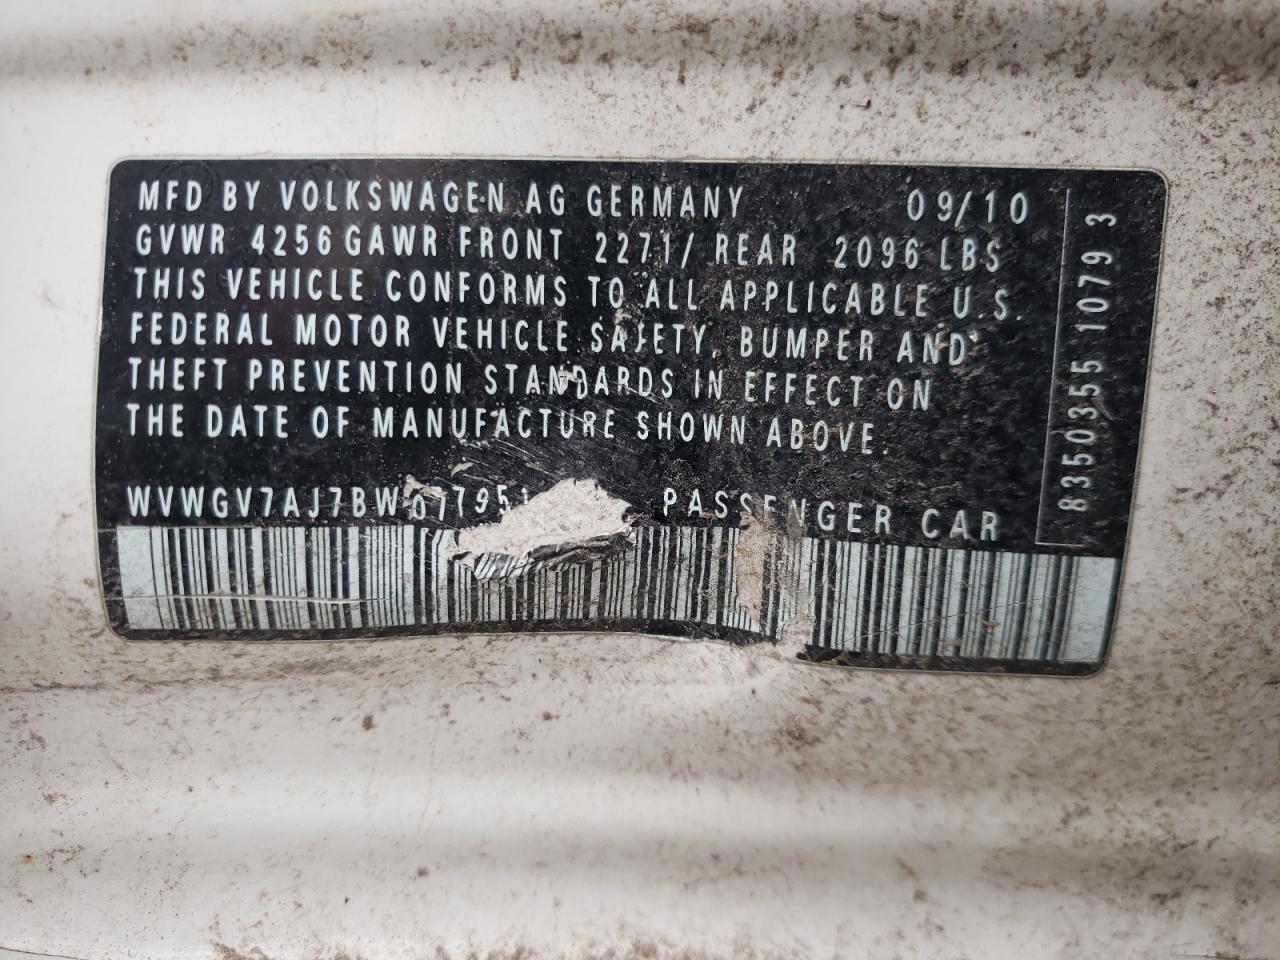 MFD BY VOLKSWAGEN AG GERMANY 09/10
GVWR 4256 GAWR FRONT 2271/ REAR 2096 LBS
THIS VEHICLE CONFORMS TO ALL APPLICABLE U.S.
FEDERAL MOTOR VEHICLE SAFETY, BUMPER AND
THEFT PREVENTION STANDARDS IN EFFECT ON
THE DATE OF MANUFACTURE SHOWN ABOVE.
WVWGV7AJ7BW077951 PASSENGER CAR
8350355 1079 3